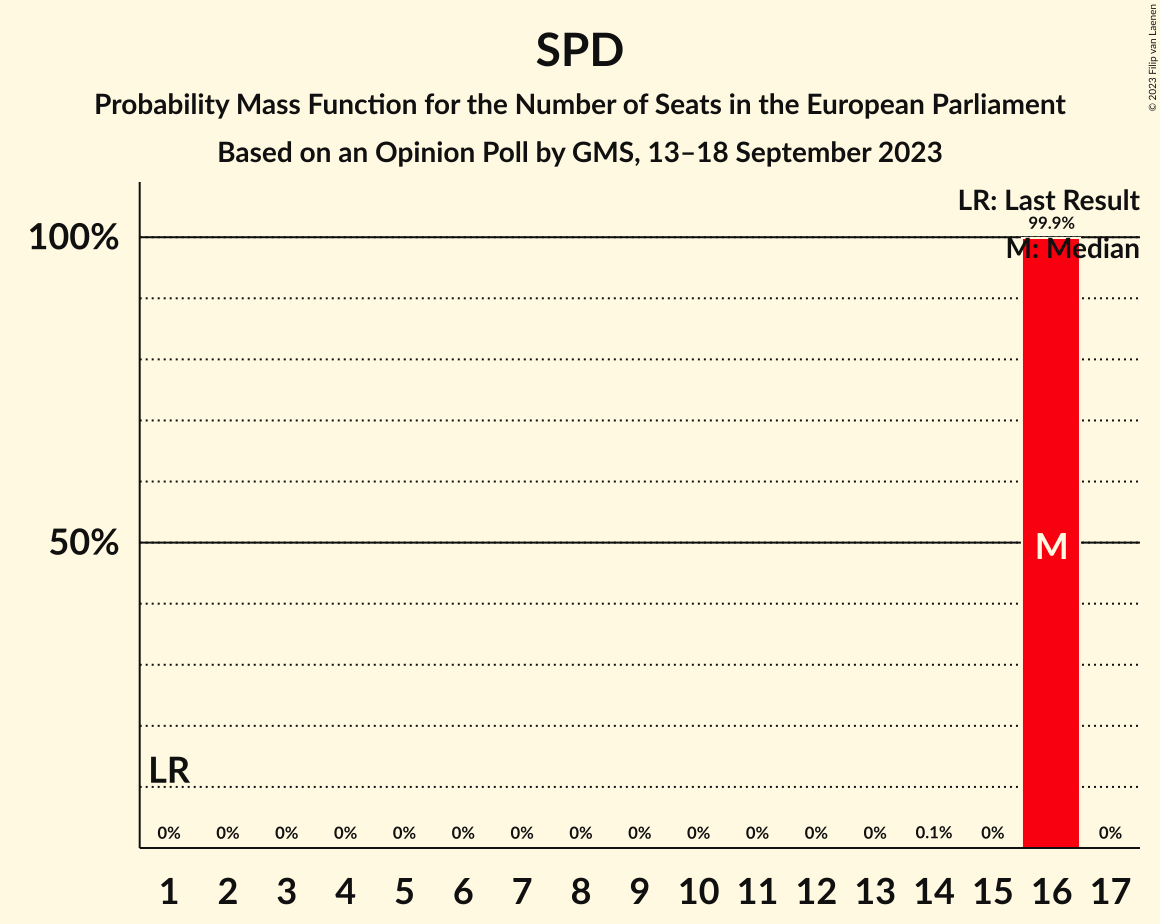 SPD
Probability Mass Function for the Number of Seats in the European Parliament
Based on an Opinion Poll by GMS, 13–18 September 2023
© 2023 Filip van Laenen
LR: Last Result
99.9%
M: Median
100%
50%
M
LR
0% 0% 0% 0% 0% 0% 0% 0% 0% 0% 0% 0% 0% 0.1% 0% 0%
1 2 3 4 5 6 7 8 9 10 11 12 13 14 15 16 17